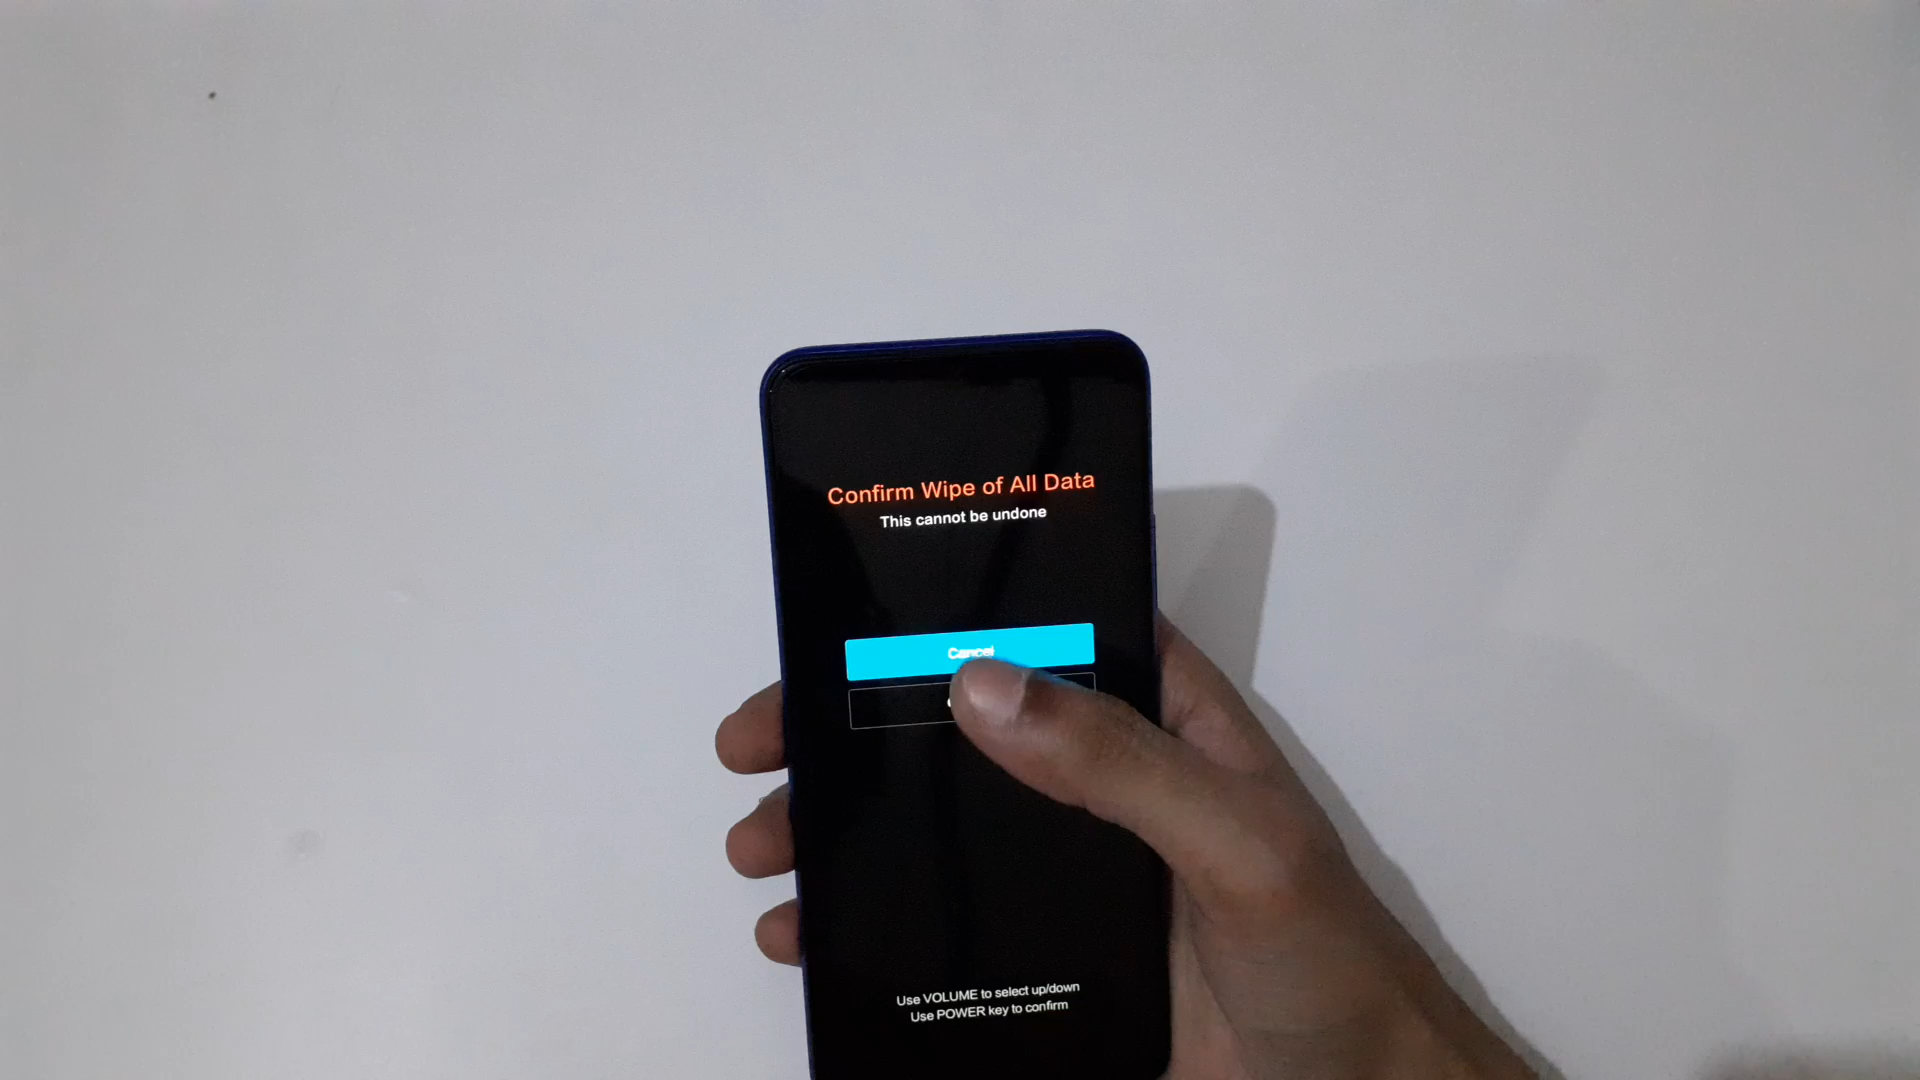 Confirm Wipe of All Data
This cannot be undone
Cancel
Use VOLUME to select up/down
Use POWER key to confirm